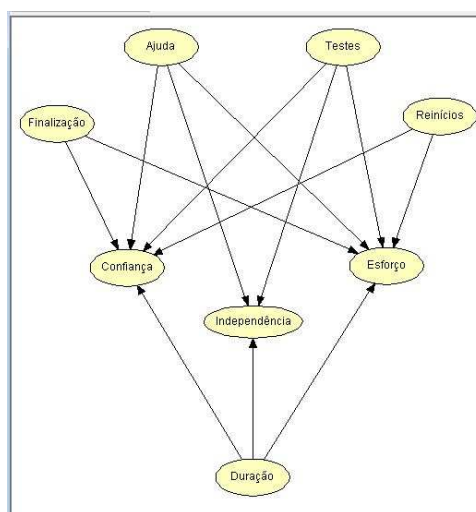 Ajuda
Testes
Finalização
Reinícios
Confiança
Esforço
Independência
Duração